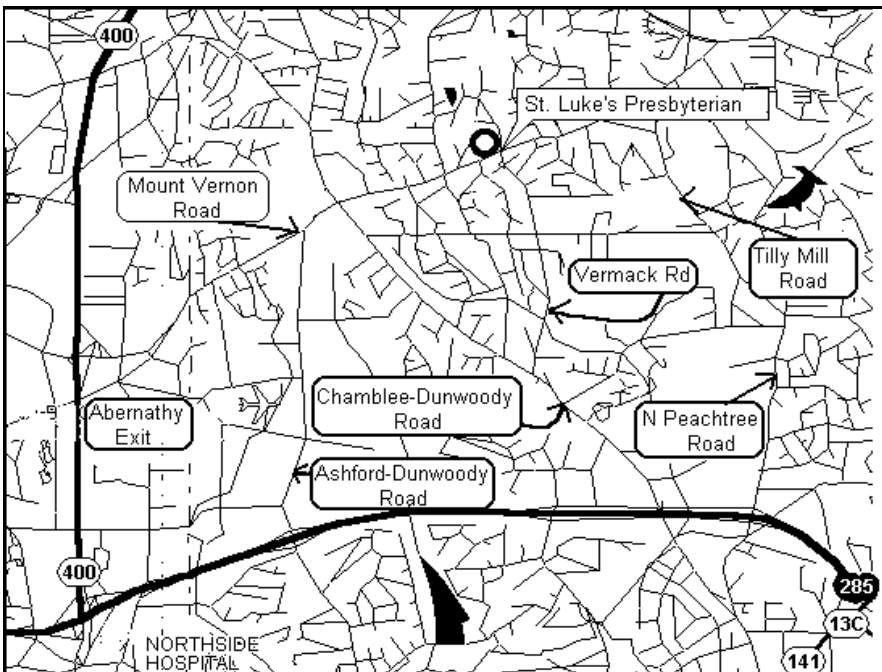 400
St. Luke's Presbyterian
Mount Vernon
Road
Tilly Mill
Road
Vermack Rd
Chamblee-Dunwoody
Road
N Peachtree
Road
Abernathy
Exit
Ashford-Dunwoody
Road
400
285
13C
141
NORTHSIDE
HOSPITAL